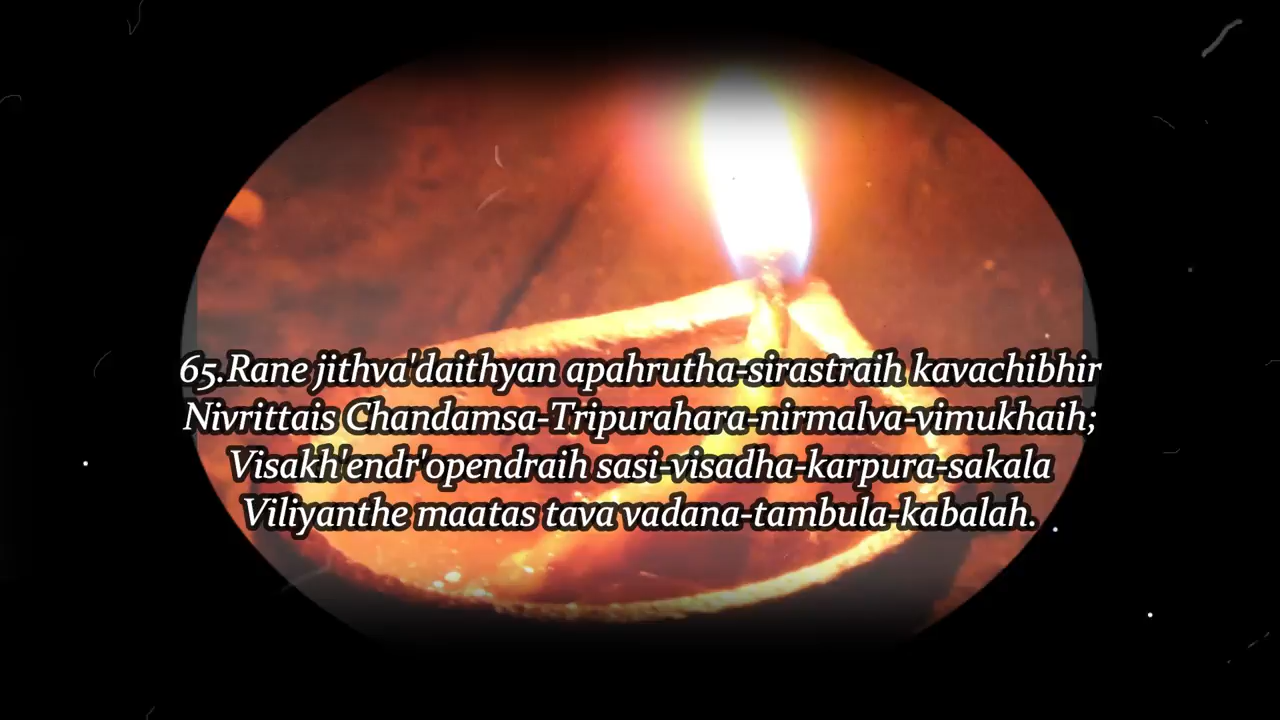 65.Rane jithva'daithyan apahrutha-sirastraih kavachibhir
Nivrittais Chandamsa-Tripurahara-nirmalva-vimukhaih;
Visakh'endr'opendraih sasi-visadha-karpura-sakala
Viliyanthe maatas tava vadana-tambula-kabalah.